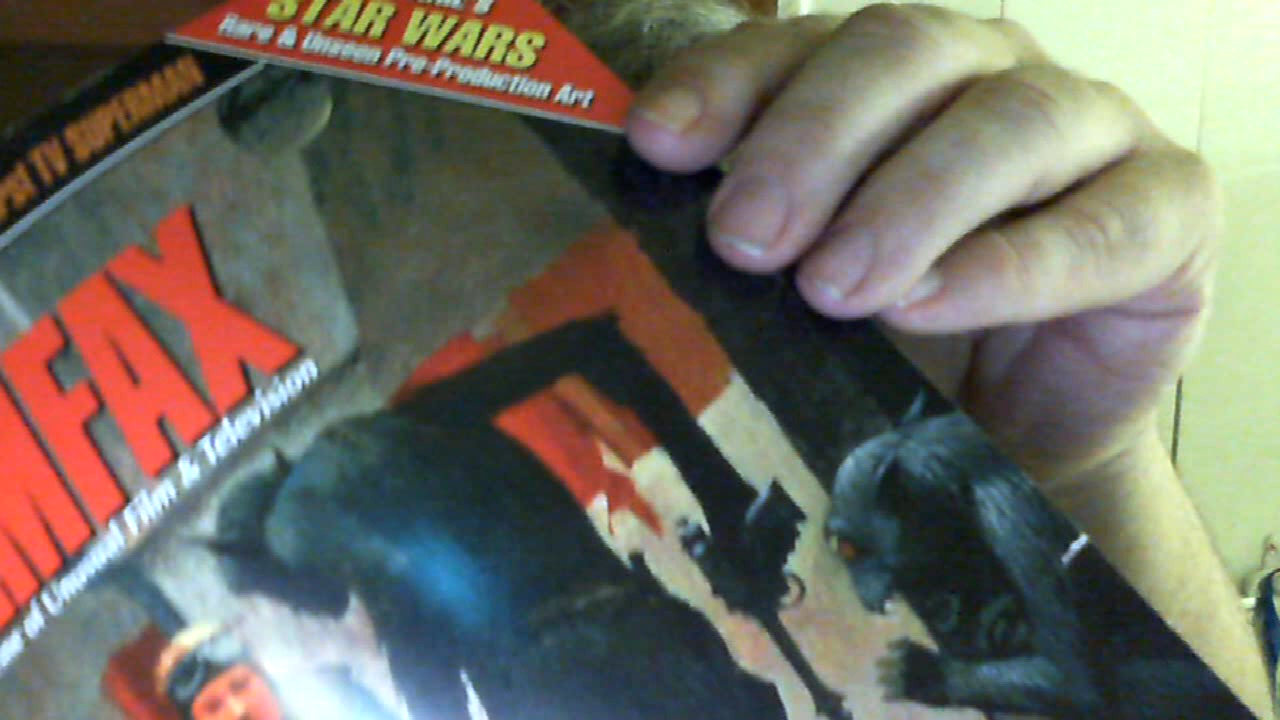 STAR WARS
Rare & Unseen Pre-Production Art
TV SUPERMAN
MFAX
of Unusual Film & Television